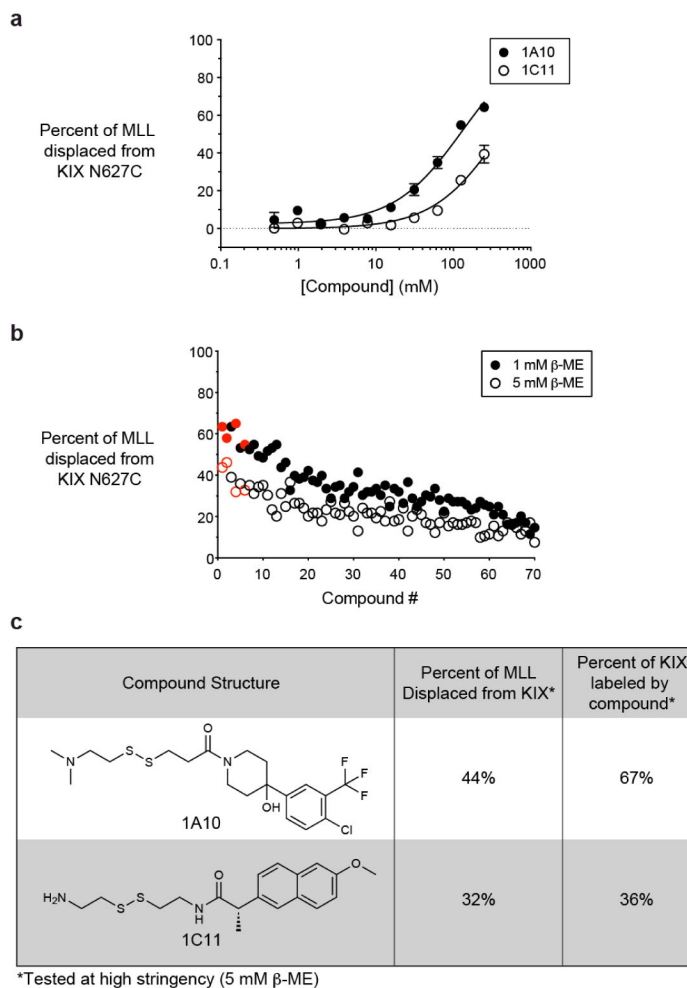 a
● 1A10
○ 1C11
Percent of MLL
displaced from
KIX N627C
100
80
60
40
20
0
0.1 1 10 100 1000
[Compound] (mM)
b
● 1 mM β-ME
○ 5 mM β-ME
Percent of MLL
displaced from
KIX N627C
100
80
60
40
20
0
0 10 20 30 40 50 60 70
Compound #
c
Compound Structure
Percent of MLL
Displaced from KIX*
Percent of KIX
labeled by
compound*
O
S
S
N
N
F
F
F
OH
Cl
1A10
44%
67%
O
O
H2N
S
S
N
H
1C11
32%
36%
*Tested at high stringency (5 mM β-ME)